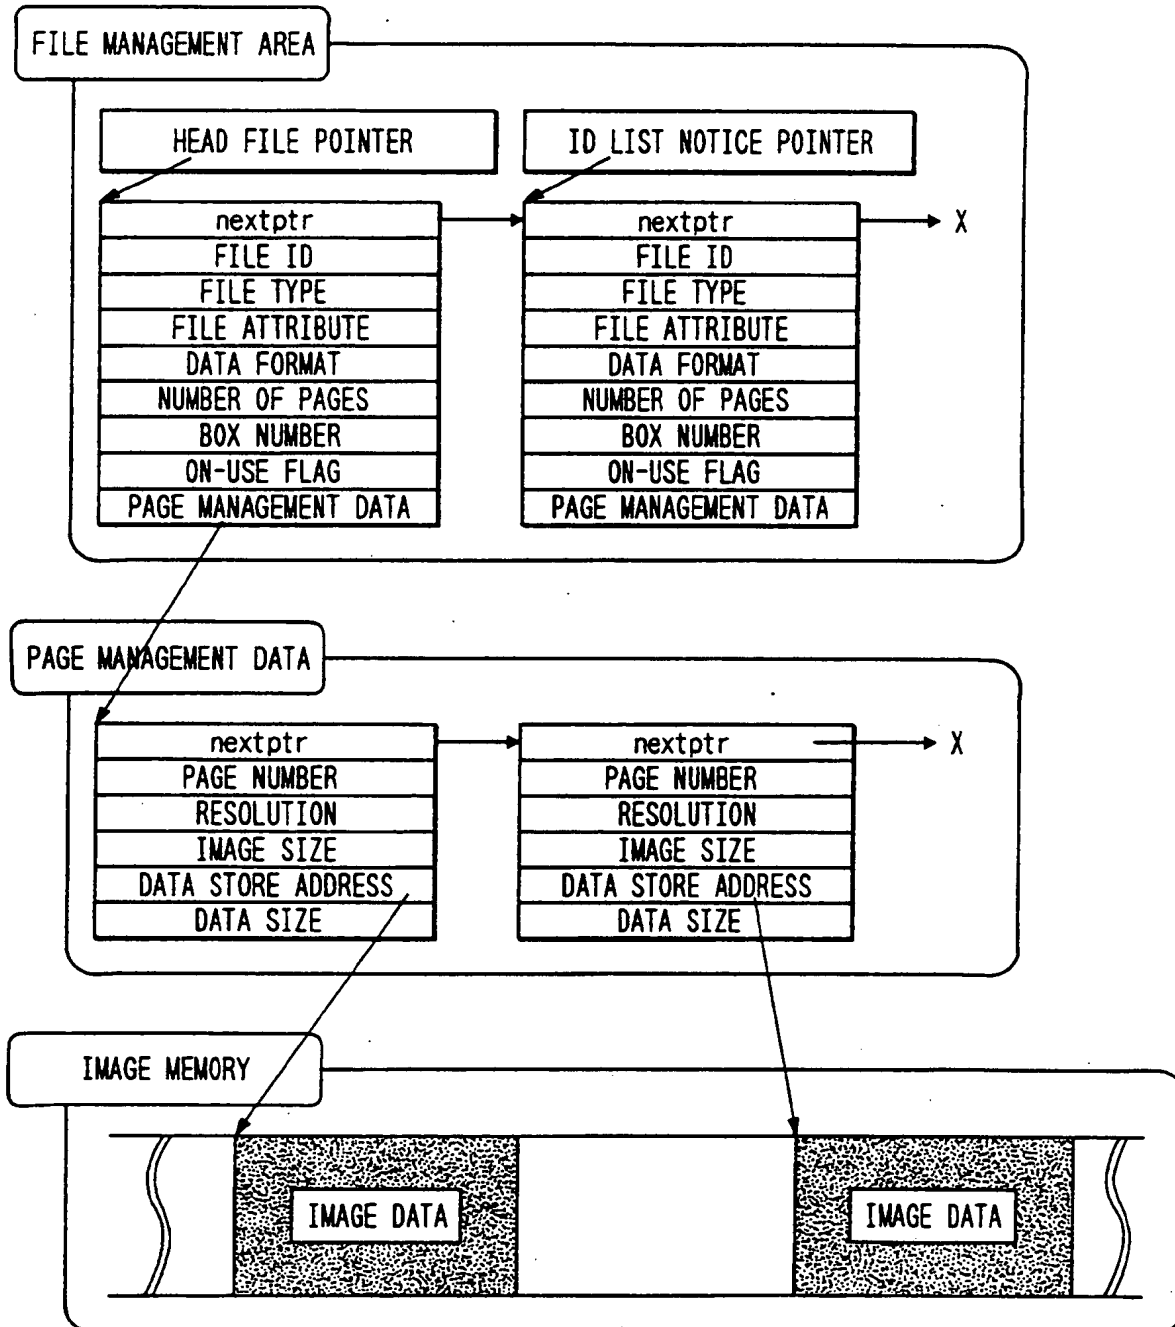 FILE MANAGEMENT AREA
HEAD FILE POINTER
ID LIST NOTICE POINTER
nextptr
FILE ID
FILE TYPE
FILE ATTRIBUTE
DATA FORMAT
NUMBER OF PAGES
BOX NUMBER
ON-USE FLAG
PAGE MANAGEMENT DATA
nextptr
FILE ID
FILE TYPE
FILE ATTRIBUTE
DATA FORMAT
NUMBER OF PAGES
BOX NUMBER
ON-USE FLAG
PAGE MANAGEMENT DATA
X
PAGE MANAGEMENT DATA
nextptr
PAGE NUMBER
RESOLUTION
IMAGE SIZE
DATA STORE ADDRESS
DATA SIZE
nextptr
PAGE NUMBER
RESOLUTION
IMAGE SIZE
DATA STORE ADDRESS
DATA SIZE
X
IMAGE MEMORY
IMAGE DATA
IMAGE DATA